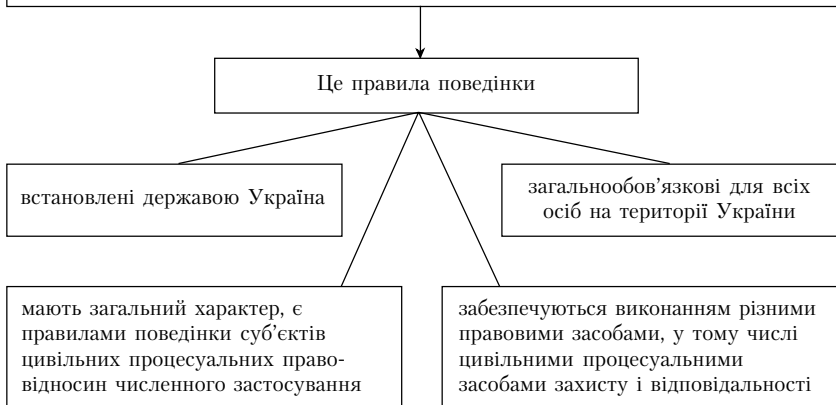 Це правила поведінки
встановлені державою Україна
загальнообов’язкові для всіх
осіб на території України
мають загальний характер, є
правилами поведінки суб’єктів
цивільних процесуальних право-
відносин численного застосування
забезпечуються виконанням різними
правовими засобами, у тому числі
цивільними процесуальними
засобами захисту і відповідальності